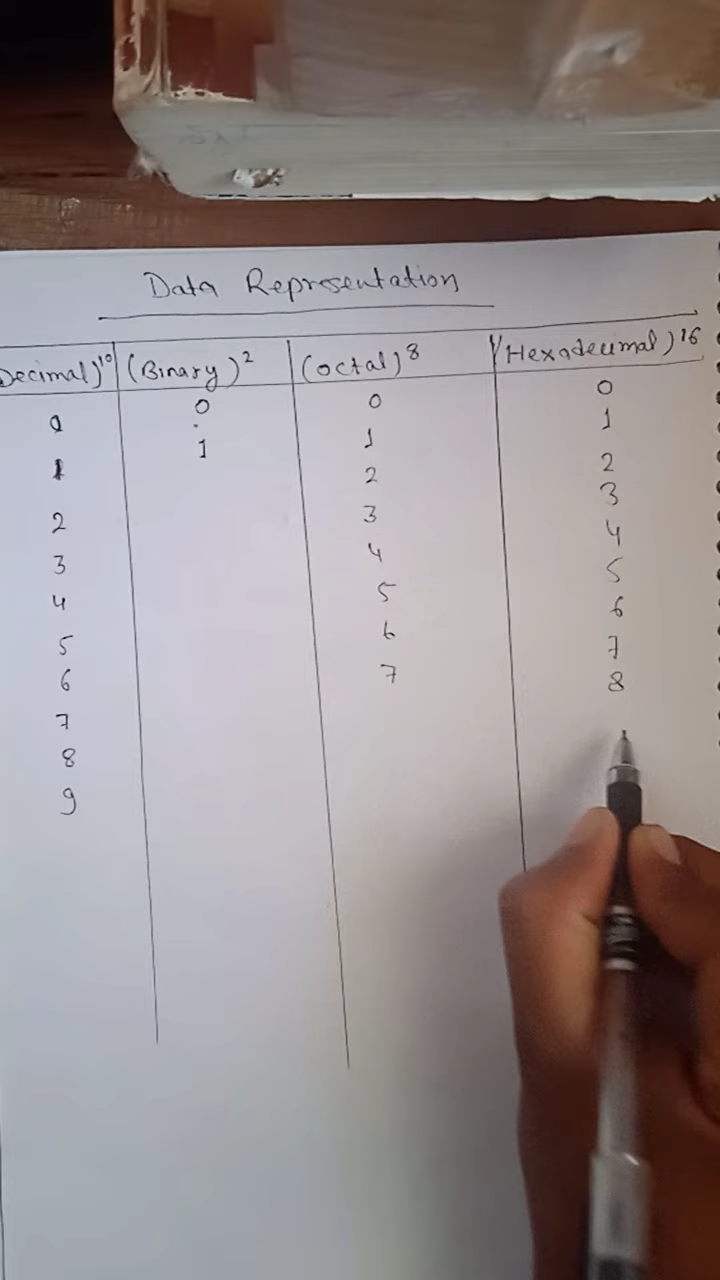 Data Representation
Decimal)10 (Binary)2 (Octal)8 (Hexadecimal)16
0 0 0 0
1 1 1 1
2 2 2
3 3 3
4 4 4
5 5 5
6 6 6
7 7 7
8 8
9